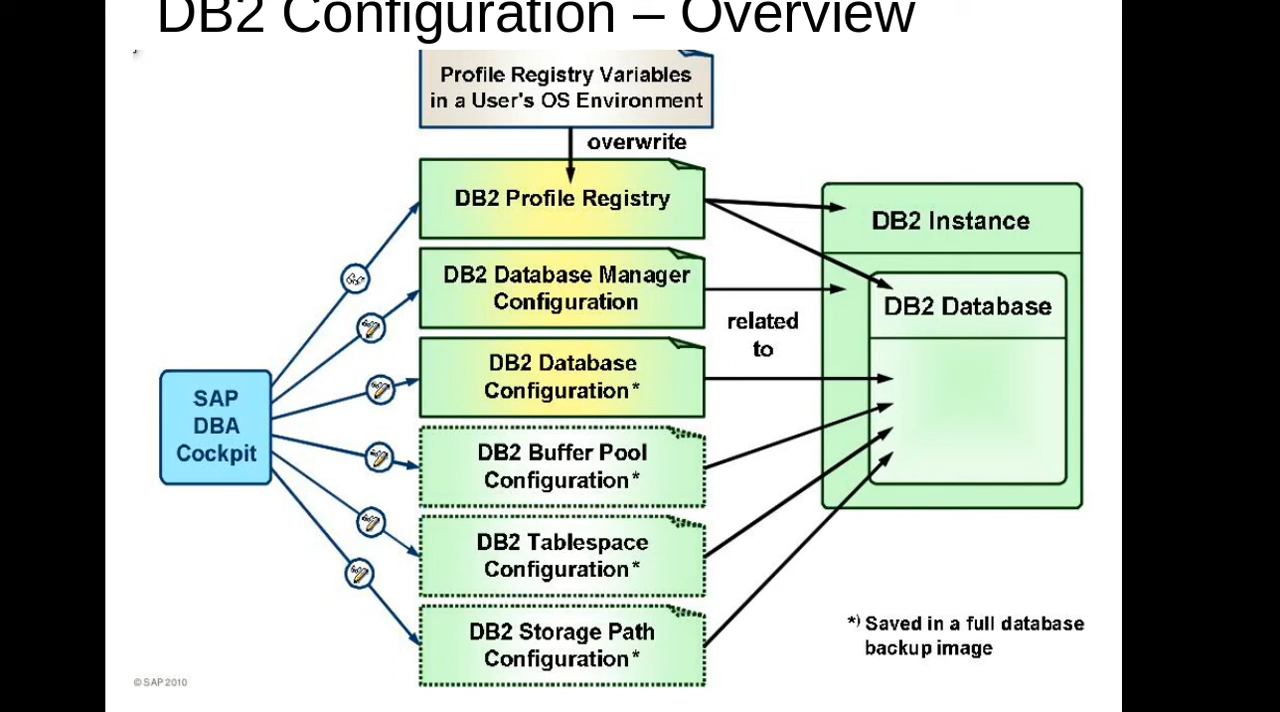 DB2 Configuration – Overview
Profile Registry Variables
in a User's OS Environment
overwrite
DB2 Profile Registry
DB2 Database Manager
Configuration
DB2 Database
Configuration*
DB2 Buffer Pool
Configuration*
DB2 Tablespace
Configuration*
DB2 Storage Path
Configuration*
SAP
DBA
Cockpit
related
to
DB2 Instance
DB2 Database
*) Saved in a full database
backup image
© SAP 2010